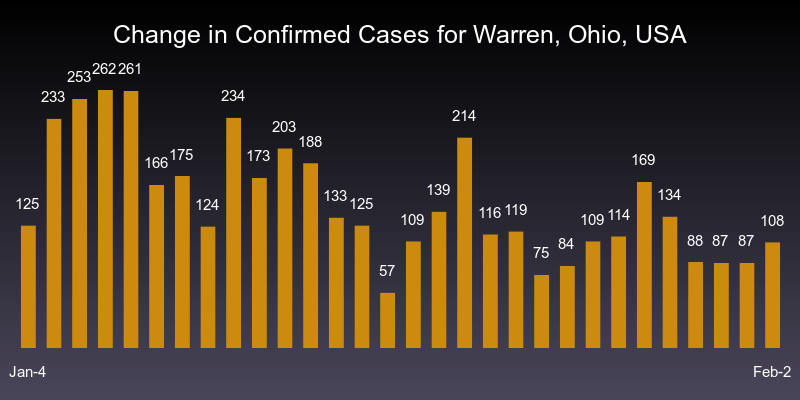 Change in Confirmed Cases for Warren, Ohio, USA
125 233 253 262 261 166 175 124 234 173 203 188 133 125 57 109 139 214 116 119 75 84 109 114 169 134 88 87 87 108
Jan-4 Feb-2